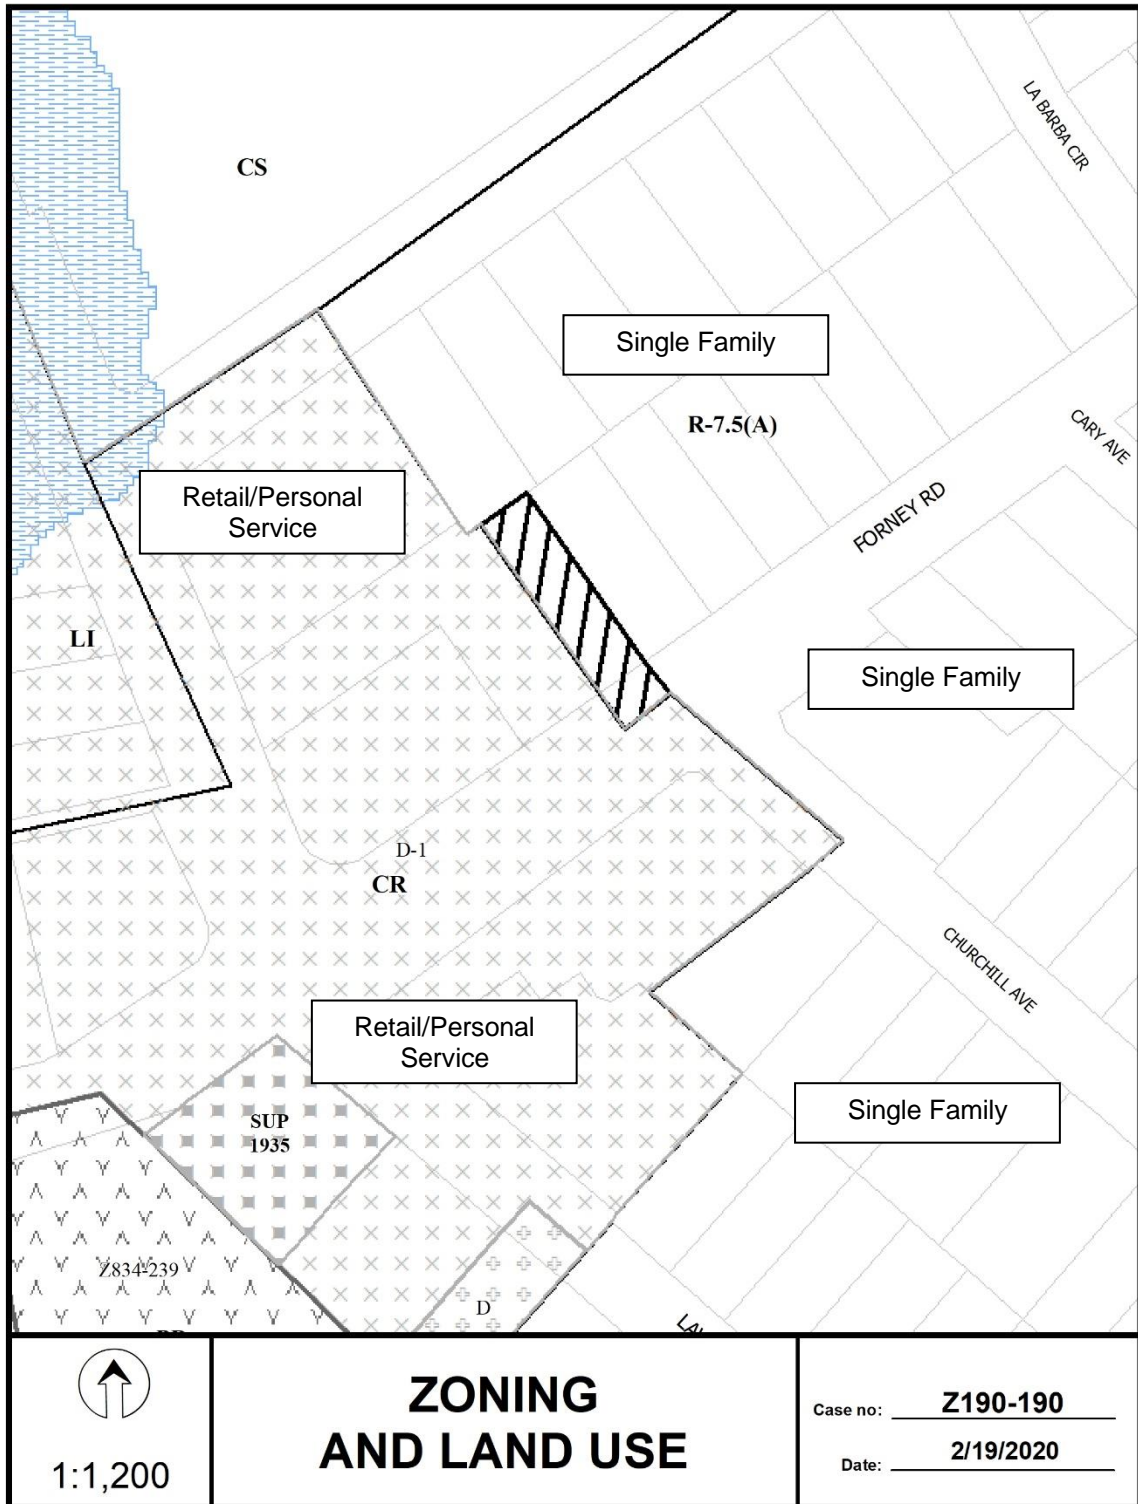 LA BARBA CIR
CS
Single Family
R-7.5(A)
CARY AVE
Retail/Personal
Service
FORNEY RD
LI
Single Family
D-1
CR
CHURCHILL AVE
Retail/Personal
Service
Single Family
SUP
1935
Z834-239
D
1:1,200
ZONING
AND LAND USE
Case no: Z190-190
Date: 2/19/2020